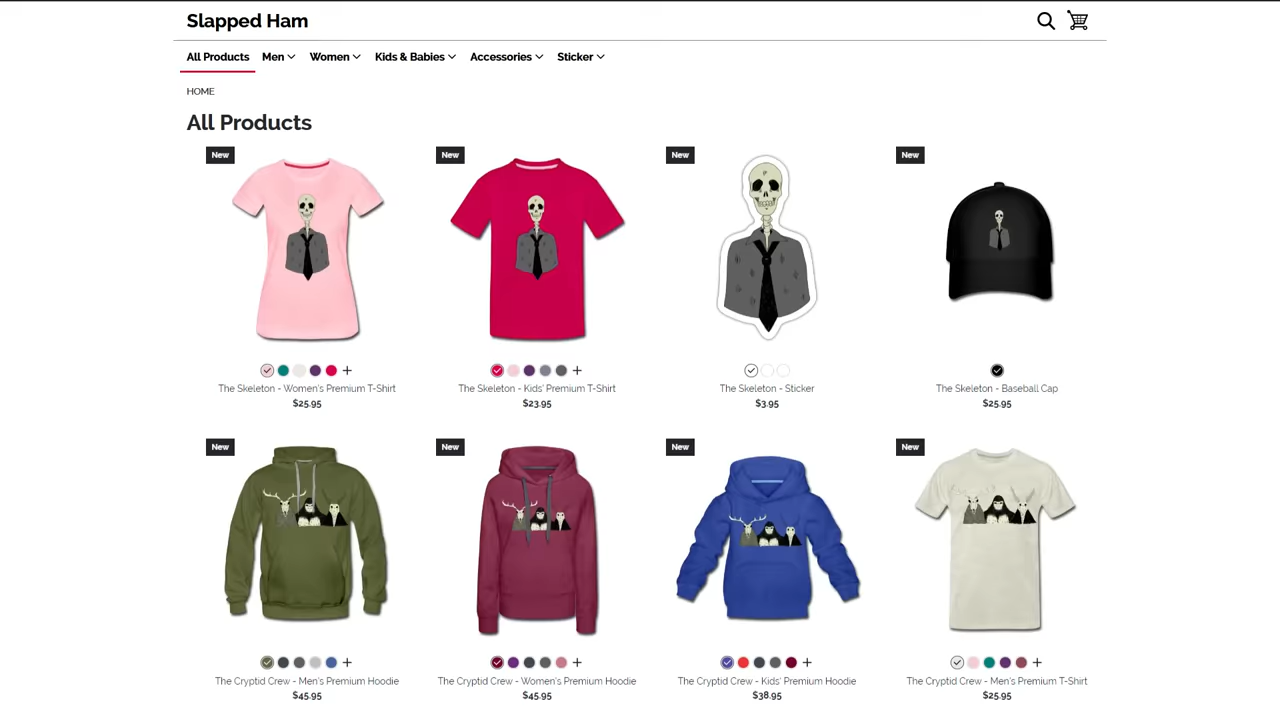 Slapped Ham
All Products Men Women Kids & Babies Accessories Sticker
HOME
All Products
New New New New
The Skeleton - Women's Premium T-Shirt The Skeleton - Kids' Premium T-Shirt The Skeleton - Sticker The Skeleton - Baseball Cap
$25.95 $23.95 $3.95 $25.95
New New New New
The Cryptid Crew - Men's Premium Hoodie The Cryptid Crew - Women's Premium Hoodie The Cryptid Crew - Kids' Premium Hoodie The Cryptid Crew - Men's Premium T-Shirt
$45.95 $45.95 $38.95 $25.95